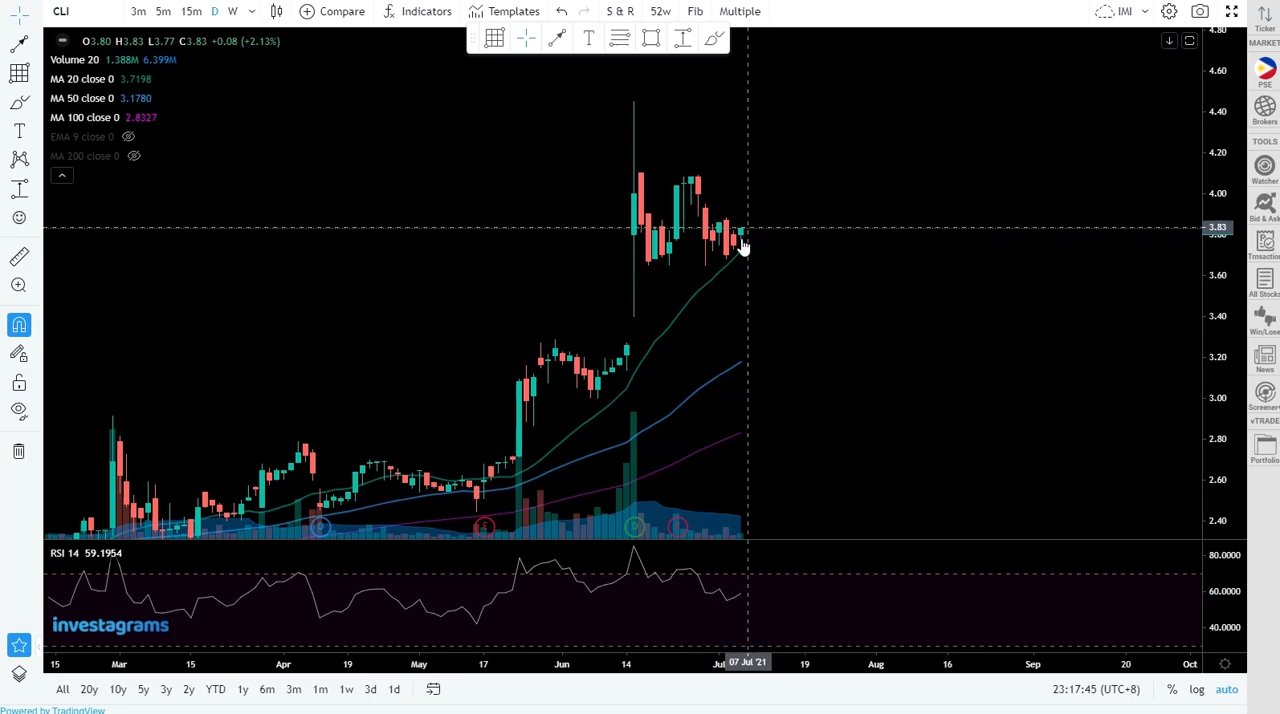 CLI 3m 5m 15m D W Compare Indicators Templates S & R 52w Fib Multiple IMI
O3.80 H3.83 L3.77 C3.83 +0.08 (+2.13%)
Volume 20 1.388M 6.399M
MA 20 close 0 3.7198
MA 50 close 0 3.1780
MA 100 close 0 2.8327
EMA 9 close 0
MA 200 close 0
4.80
4.60
4.40
4.20
4.00
3.83
3.60
3.40
3.20
3.00
2.80
2.60
2.40
D E D
RSI 14 59.1954
80.0000
60.0000
40.0000
investagrams
15 Mar 15 Apr 19 May 17 Jun 14 Jul 07 Jul '21 19 Aug 16 Sep 20 Oct
All 20y 10y 5y 3y 2y YTD 1y 6m 3m 1m 1w 3d 1d 23:17:45 (UTC+8) % log auto
Powered by TradingView
Ticker
MARKET
PSE
Brokers
TOOLS
Watcher
Bid & Ask
Trnsaction
All Stocks
Win/Lose
News
Screener
vTRADE
Portfolio